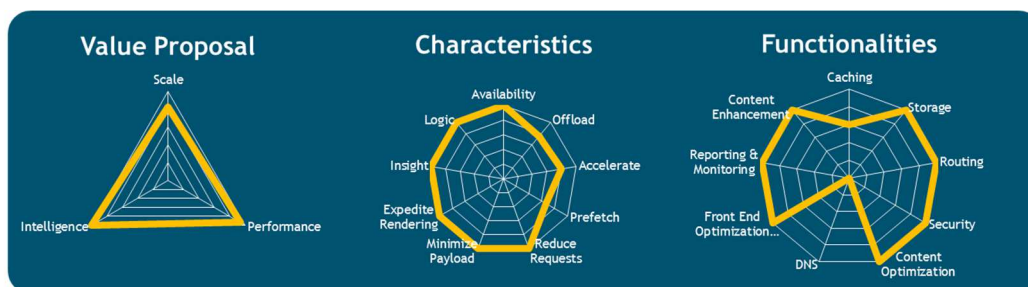 Value Proposal
Scale
Intelligence
Performance
Characteristics
Availability
Logic
Offload
Insight
Accelerate
Expedite
Rendering
Prefetch
Minimize
Payload
Reduce
Requests
Functionalities
Caching
Content
Enhancement
Storage
Reporting &
Monitoring
Routing
Front End
Optimization...
Security
DNS
Content
Optimization